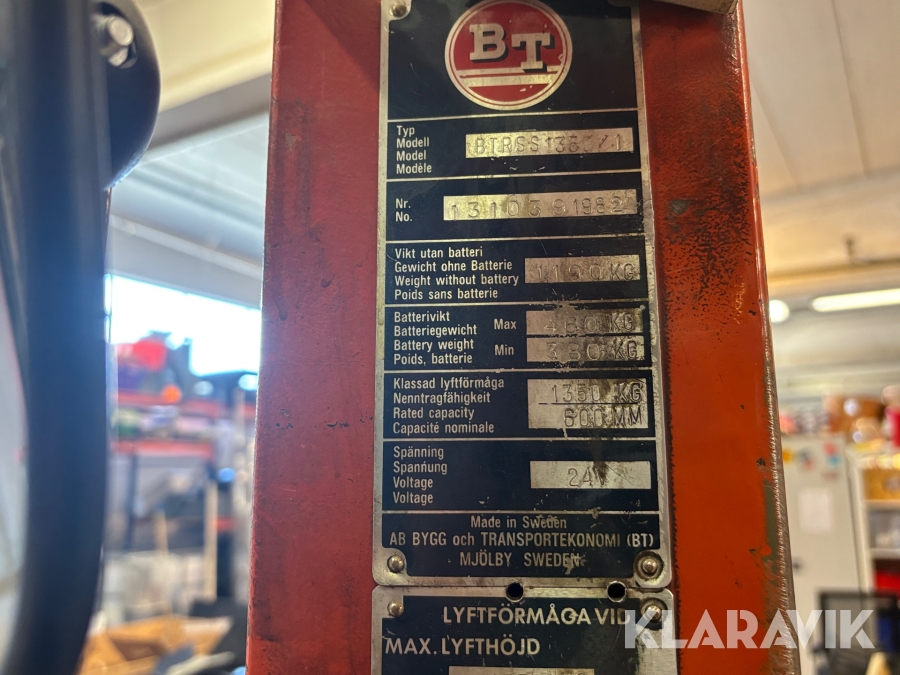 BT
Typ
Modell
Model
Modèle
Nr.
No.
1310391982
Vikt utan batteri
Gewicht ohne Batterie
Weight without battery
Poids sans batterie
1190 KG
Batterivikt
Batteriegewicht
Battery weight
Poids, batterie
Max
Min
KG
KG
Klassad lyftförmåga
Nenntragfähigkeit
Rated capacity
Capacité nominale
1350 KG
600 MM
Spänning
Spannung
Voltage
Voltage
24V
Made in Sweden
AB BYGG och TRANSPORTEKONOMI (BT)
MJÖLBY SWEDEN
LYFTFÖRMÅGA VID
MAX. LYFTHÖJD
KLARAVIK